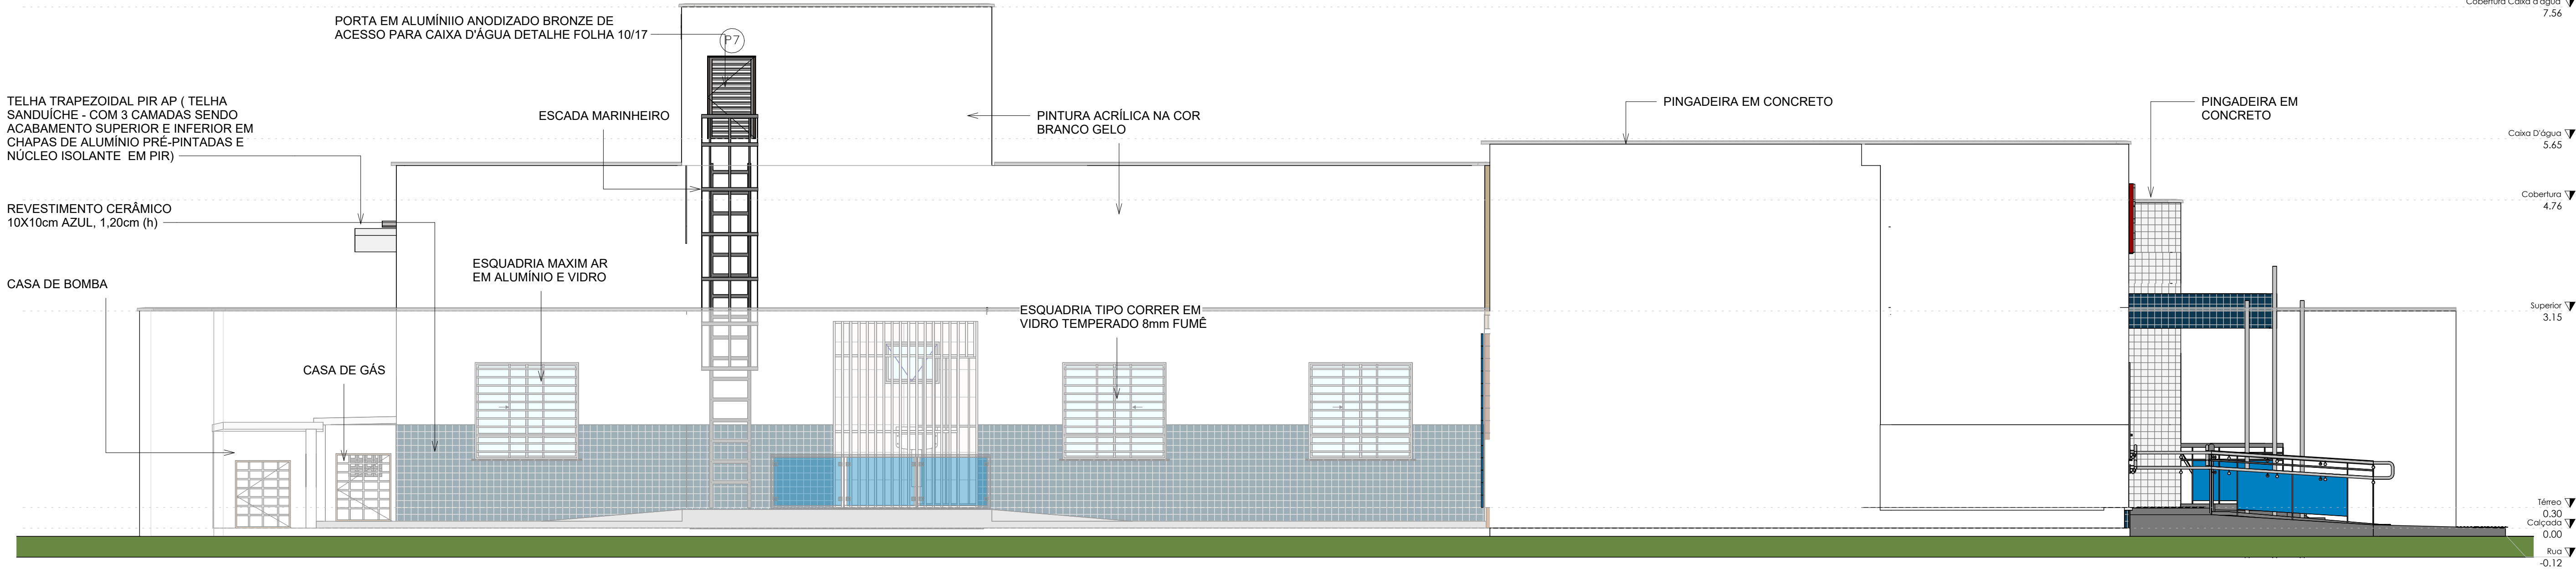 PORTA EM ALUMÍNIIO ANODIZADO BRONZE DE
ACESSO PARA CAIXA D'ÁGUA DETALHE FOLHA 10/17
P7
TELHA TRAPEZOIDAL PIR AP ( TELHA
SANDUÍCHE - COM 3 CAMADAS SENDO
ACABAMENTO SUPERIOR E INFERIOR EM
CHAPAS DE ALUMÍNIO PRÉ-PINTADAS E
NÚCLEO ISOLANTE  EM PIR)
ESCADA MARINHEIRO
PINTURA ACRÍLICA NA COR
BRANCO GELO
PINGADEIRA EM CONCRETO
PINGADEIRA EM
CONCRETO
REVESTIMENTO CERÂMICO
10X10cm AZUL, 1,20cm (h)
CASA DE BOMBA
ESQUADRIA MAXIM AR
EM ALUMÍNIO E VIDRO
ESQUADRIA TIPO CORRER EM
VIDRO TEMPERADO 8mm FUMÊ
CASA DE GÁS
Cobertura Caixa d'água
7.56
Caixa D'água
5.65
Cobertura
4.76
Superior
3.15
Térreo
0.30
Calçada
0.00
Rua
-0.12